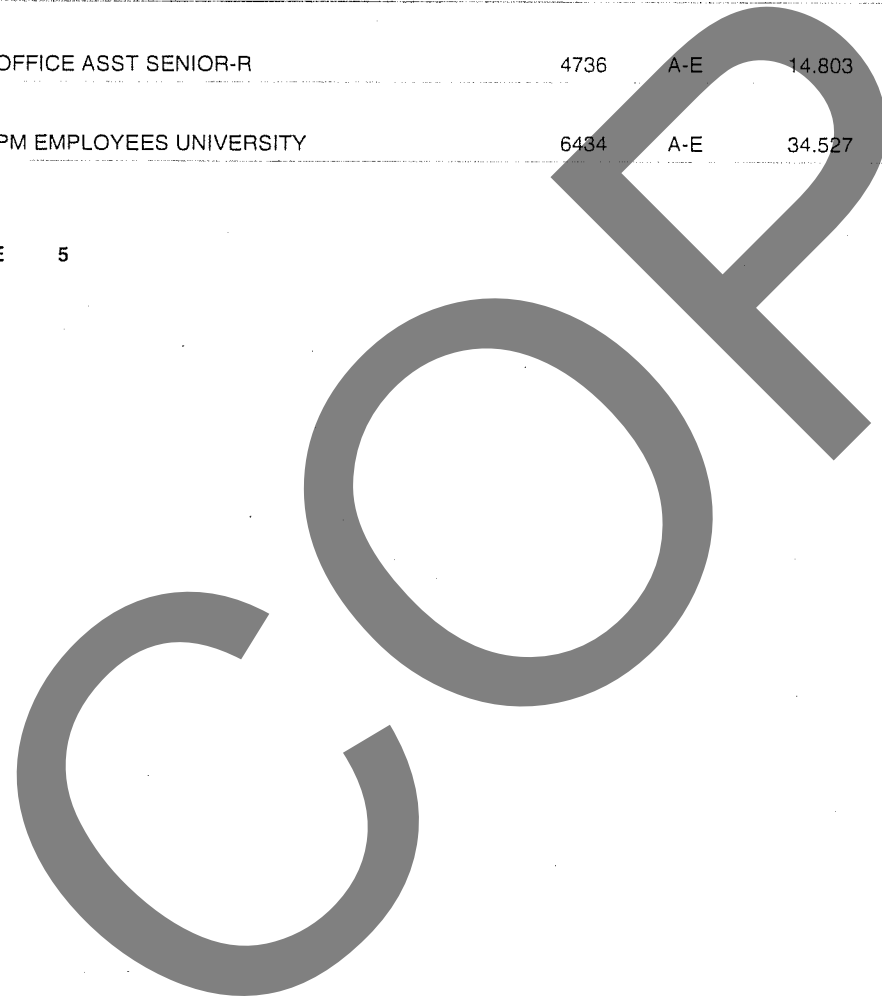 OFFICE ASST SENIOR-R 4736 A-E 14.803
PM EMPLOYEES UNIVERSITY 6434 A-E 34.527
E 5
COP